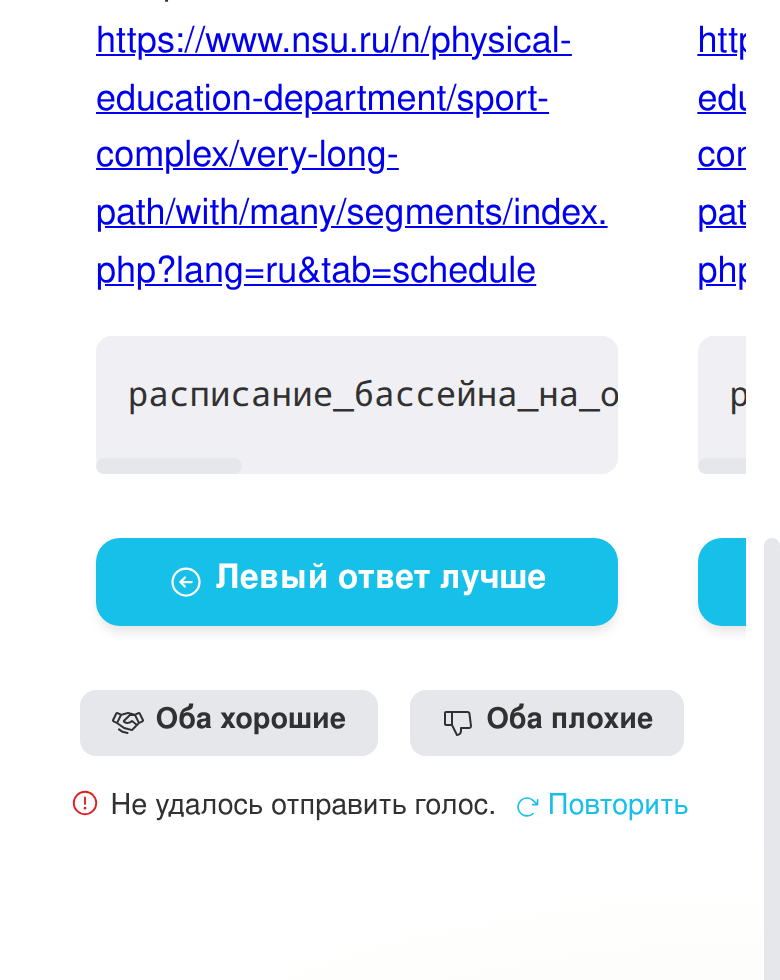 https://www.nsu.ru/n/physical-
education-department/sport-
complex/very-long-
path/with/many/segments/index.
php?lang=ru&tab=schedule
расписание_бассейна_на_о
Левый ответ лучше
Оба хорошие
Оба плохие
Не удалось отправить голос. Повторить